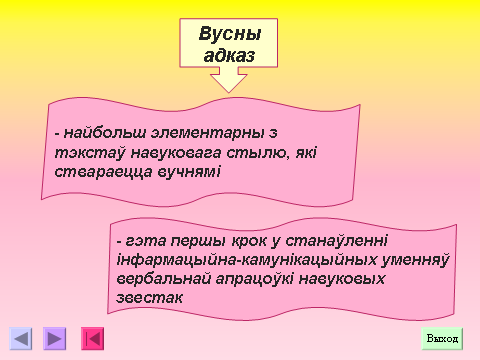 Вусны
адказ
- найбольш элементарны з
тэкстаў навуковага стылю, які
ствараецца вучнямі
- гэта першы крок у станаўленні
інфармацыйна-камунікацыйных уменняў
вербальнай апрацоўкі навуковых
звестак
Выход